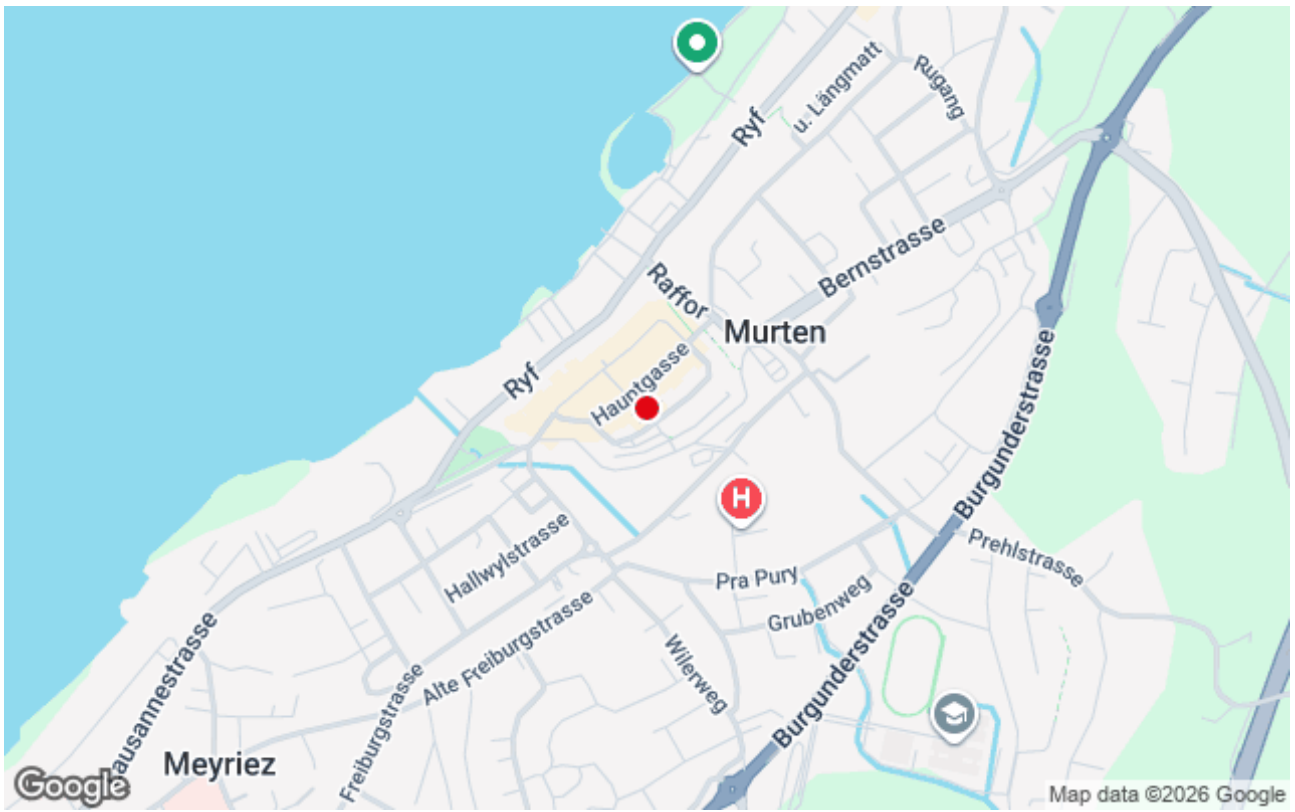 u. Längmatt
Rugang
Ryf
Bernstrasse
Raffor
Murten
Ryf
Hauptgasse
Burgunderstrasse
H
Prehlstrasse
Hallwylstrasse
Pra Pury
Grubenweg
Alte Freiburgstrasse
Wilerweg
Burgunderstrasse
Lausannestrasse
Freiburgstrasse
Meyriez
Google
Map data ©2026 Google